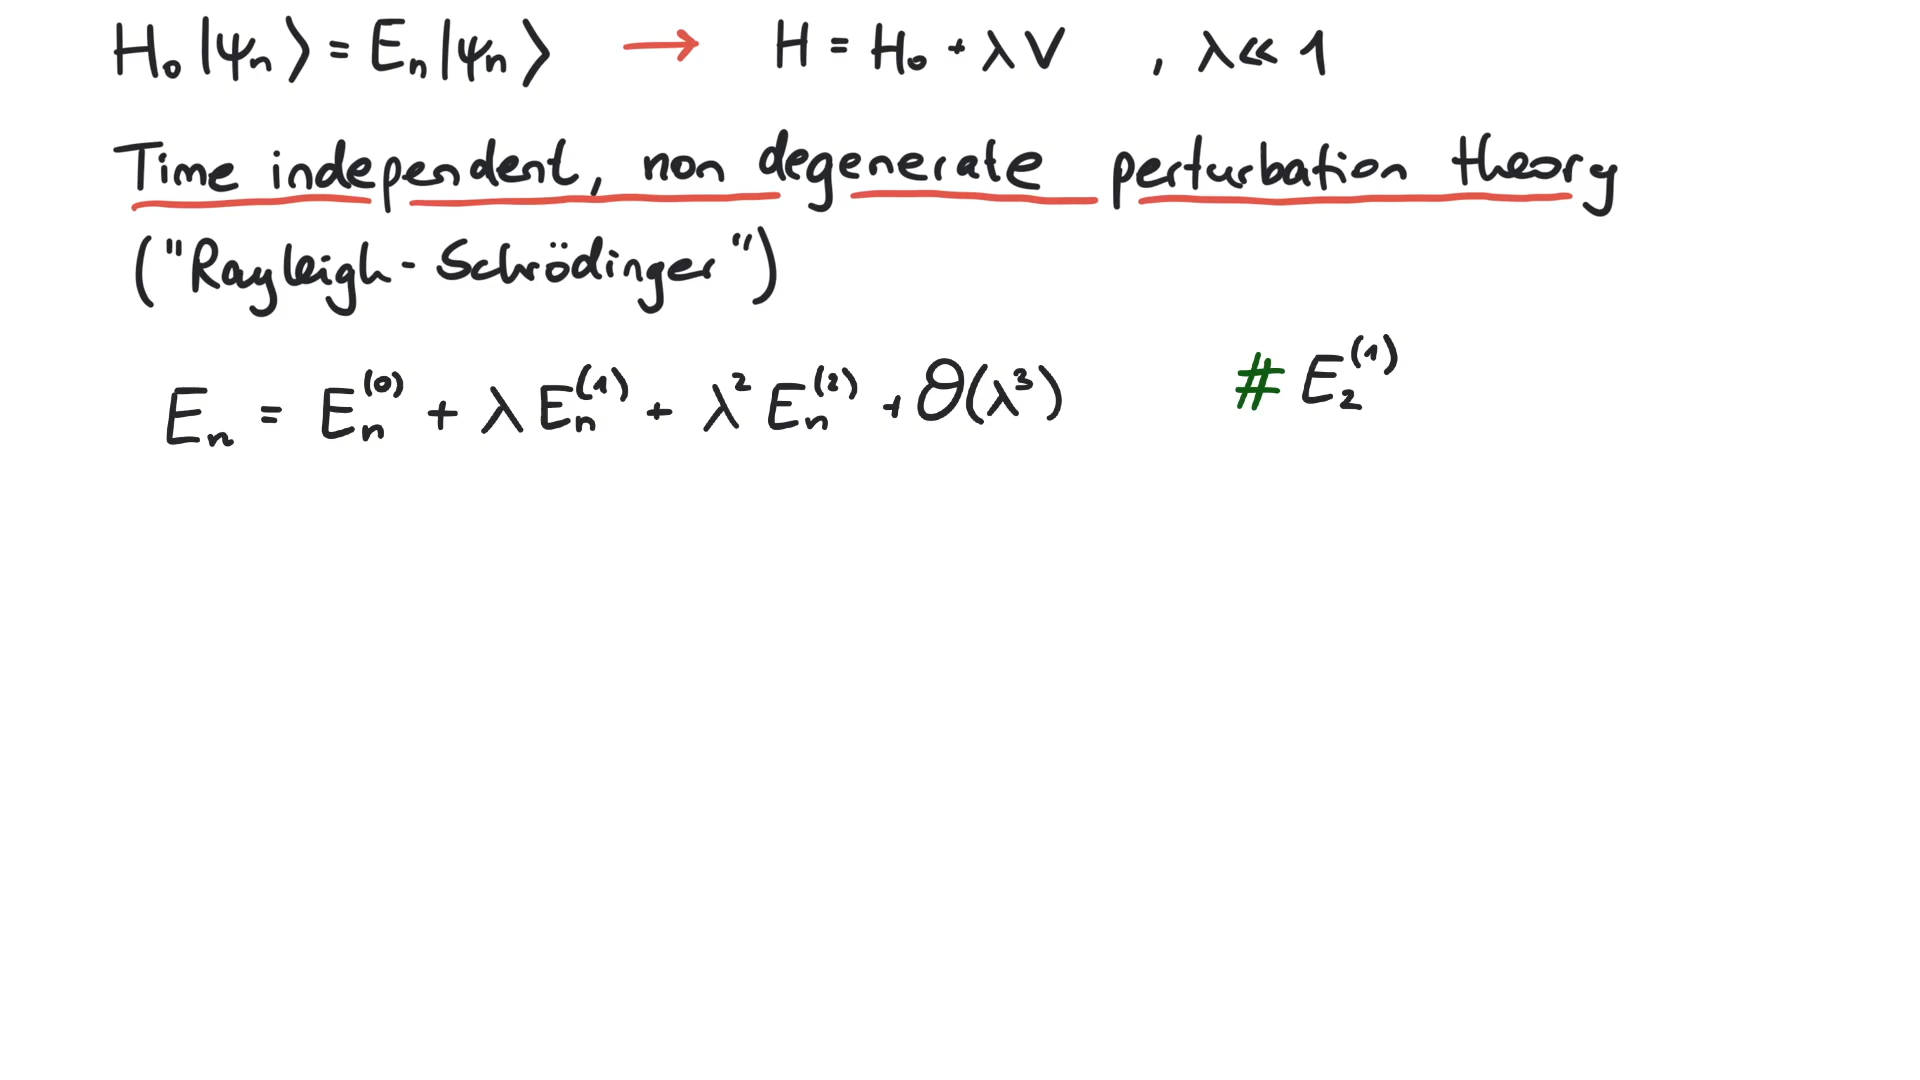 H₀|ψₙ⟩ = Eₙ|ψₙ⟩ → H = H₀ + λV , λ ≪ 1
Time independent, non degenerate perturbation theory
("Rayleigh-Schrödinger")
Eₙ = Eₙ⁽⁰⁾ + λEₙ⁽¹⁾ + λ²Eₙ⁽²⁾ + O(λ³) # E₂⁽¹⁾